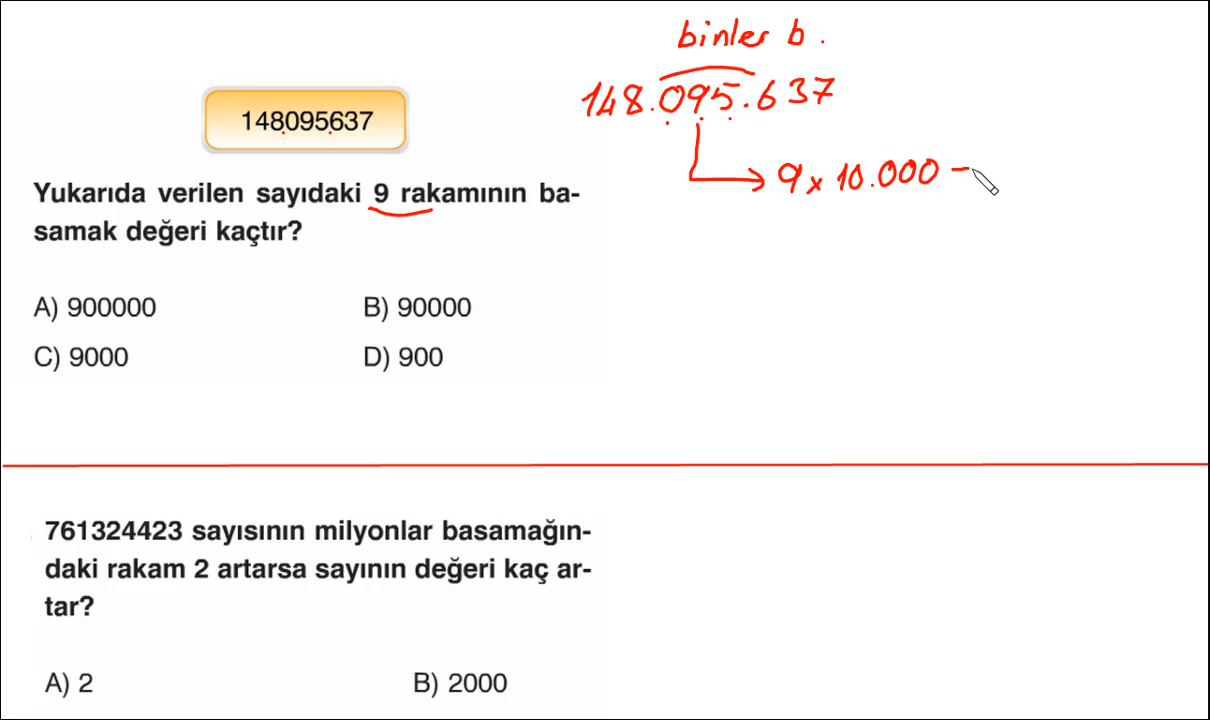 binler b.
148.095.637
148095637
9 x 10.000 =
Yukarıda verilen sayıdaki 9 rakamının ba-
samak değeri kaçtır?
A) 900000 B) 90000
C) 9000 D) 900
761324423 sayısının milyonlar basamağın-
daki rakam 2 artarsa sayının değeri kaç ar-
tar?
A) 2 B) 2000